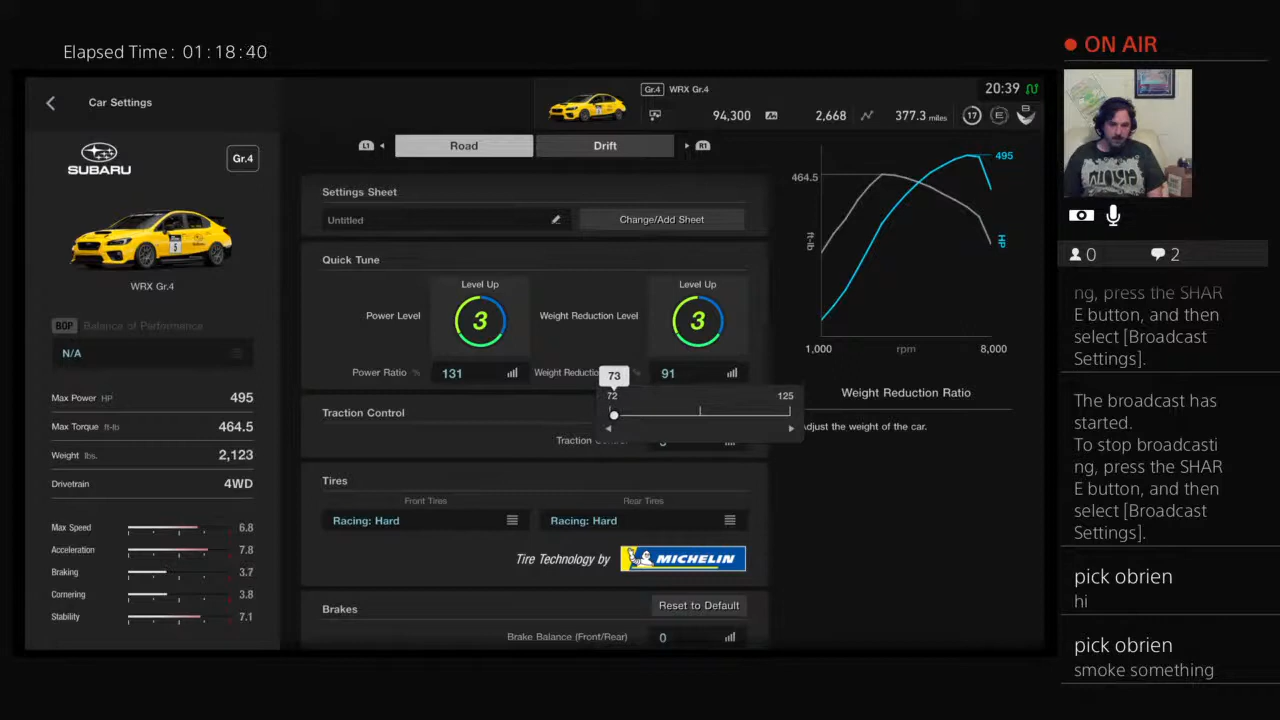 Elapsed Time: 01:18:40
ON AIR
Car Settings
Gr.4 WRX Gr.4
20:39
94,300
2,668
377.3 miles
17
E
L1
Road
Drift
R1
SUBARU
Gr.4
5
WRX Gr.4
BOP Balance of Performance
N/A
Max Power HP 495
Max Torque ft-lb 464.5
Weight lbs. 2,123
Drivetrain 4WD
Max Speed 6.8
Acceleration 7.8
Braking 3.7
Cornering 3.8
Stability 7.1
Settings Sheet
Untitled
Change/Add Sheet
Quick Tune
Level Up
Level Up
Power Level 3
Weight Reduction Level 3
Power Ratio % 131
Weight Reductio % 91
73
72 125
Traction Control
Traction Con
Tires
Front Tires
Rear Tires
Racing: Hard
Racing: Hard
Tire Technology by MICHELIN
Brakes
Reset to Default
Brake Balance (Front/Rear) 0
495
464.5
ft-lb
HP
1,000 rpm 8,000
Weight Reduction Ratio
djust the weight of the car.
0 2
ng, press the SHAR
E button, and then
select [Broadcast
Settings].
The broadcast has
started.
To stop broadcasti
ng, press the SHAR
E button, and then
select [Broadcast
Settings].
pick obrien
hi
pick obrien
smoke something